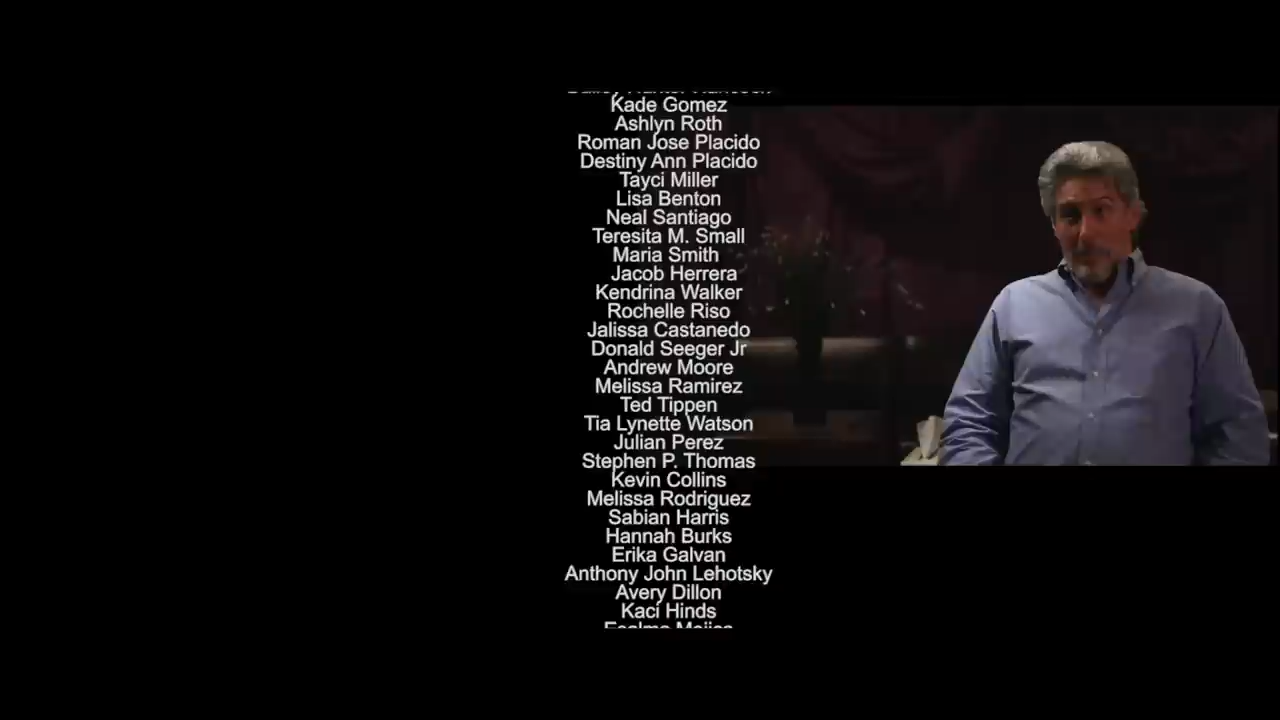 Kade Gomez
Ashlyn Roth
Roman Jose Placido
Destiny Ann Placido
Tayci Miller
Lisa Benton
Neal Santiago
Teresita M. Small
Maria Smith
Jacob Herrera
Kendrina Walker
Rochelle Riso
Jalissa Castanedo
Donald Seeger Jr
Andrew Moore
Melissa Ramirez
Ted Tippen
Tia Lynette Watson
Julian Perez
Stephen P. Thomas
Kevin Collins
Melissa Rodriguez
Sabian Harris
Hannah Burks
Erika Galvan
Anthony John Lehotsky
Avery Dillon
Kaci Hinds